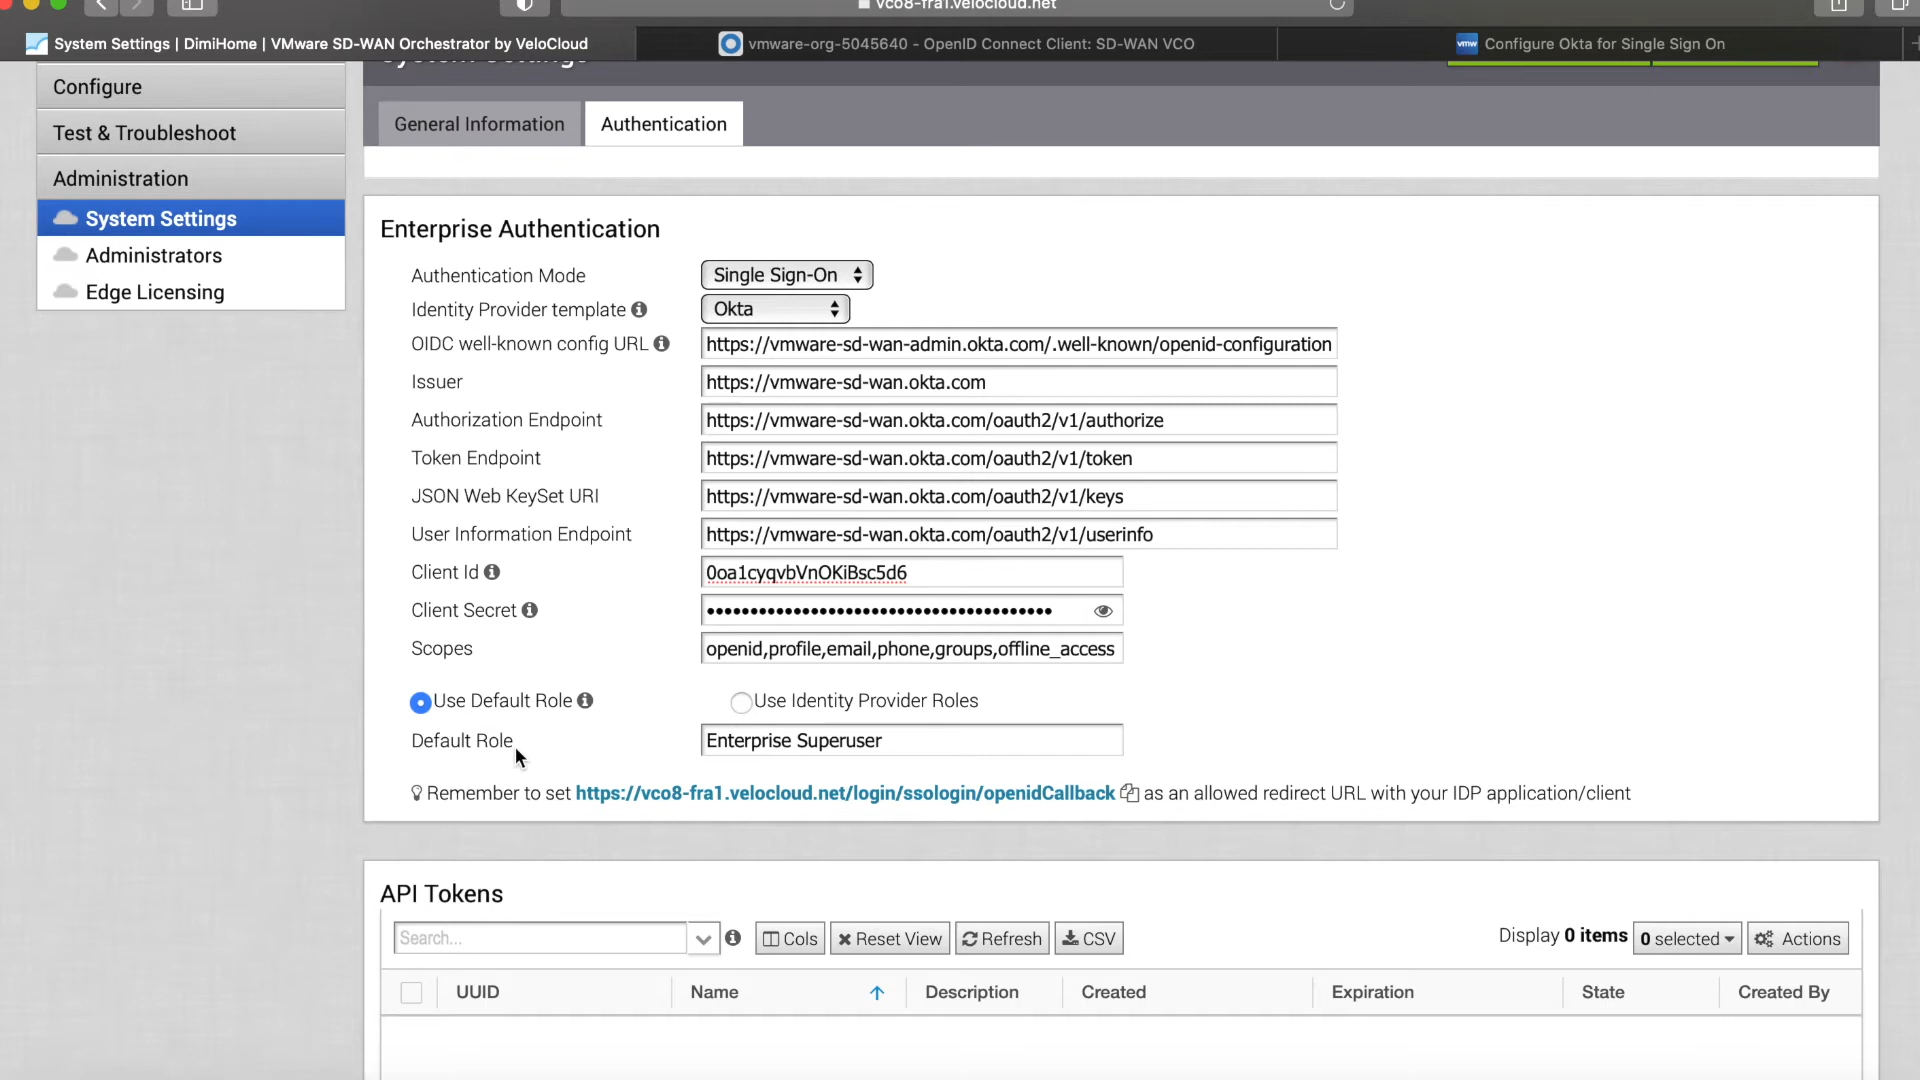 vco8-fra1.velocloud.net
System Settings | DimiHome | VMware SD-WAN Orchestrator by VeloCloud
vmware-org-5045640 - OpenID Connect Client: SD-WAN VCO
vmw
Configure Okta for Single Sign On
System Settings
Configure
Test & Troubleshoot
Administration
System Settings
Administrators
Edge Licensing
General Information
Authentication
Enterprise Authentication
Authentication Mode
Single Sign-On
Identity Provider template
Okta
OIDC well-known config URL
https://vmware-sd-wan-admin.okta.com/.well-known/openid-configuration
Issuer
https://vmware-sd-wan.okta.com
Authorization Endpoint
https://vmware-sd-wan.okta.com/oauth2/v1/authorize
Token Endpoint
https://vmware-sd-wan.okta.com/oauth2/v1/token
JSON Web KeySet URI
https://vmware-sd-wan.okta.com/oauth2/v1/keys
User Information Endpoint
https://vmware-sd-wan.okta.com/oauth2/v1/userinfo
Client Id
0oa1cyqvbVnOKiBsc5d6
Client Secret
••••••••••••••••••••••••••••••••••••••••
Scopes
openid,profile,email,phone,groups,offline_access
Use Default Role
Use Identity Provider Roles
Default Role
Enterprise Superuser
Remember to set https://vco8-fra1.velocloud.net/login/ssologin/openidCallback as an allowed redirect URL with your IDP application/client
API Tokens
Search...
Cols
Reset View
Refresh
CSV
Display 0 items
0 selected
Actions
UUID
Name
Description
Created
Expiration
State
Created By